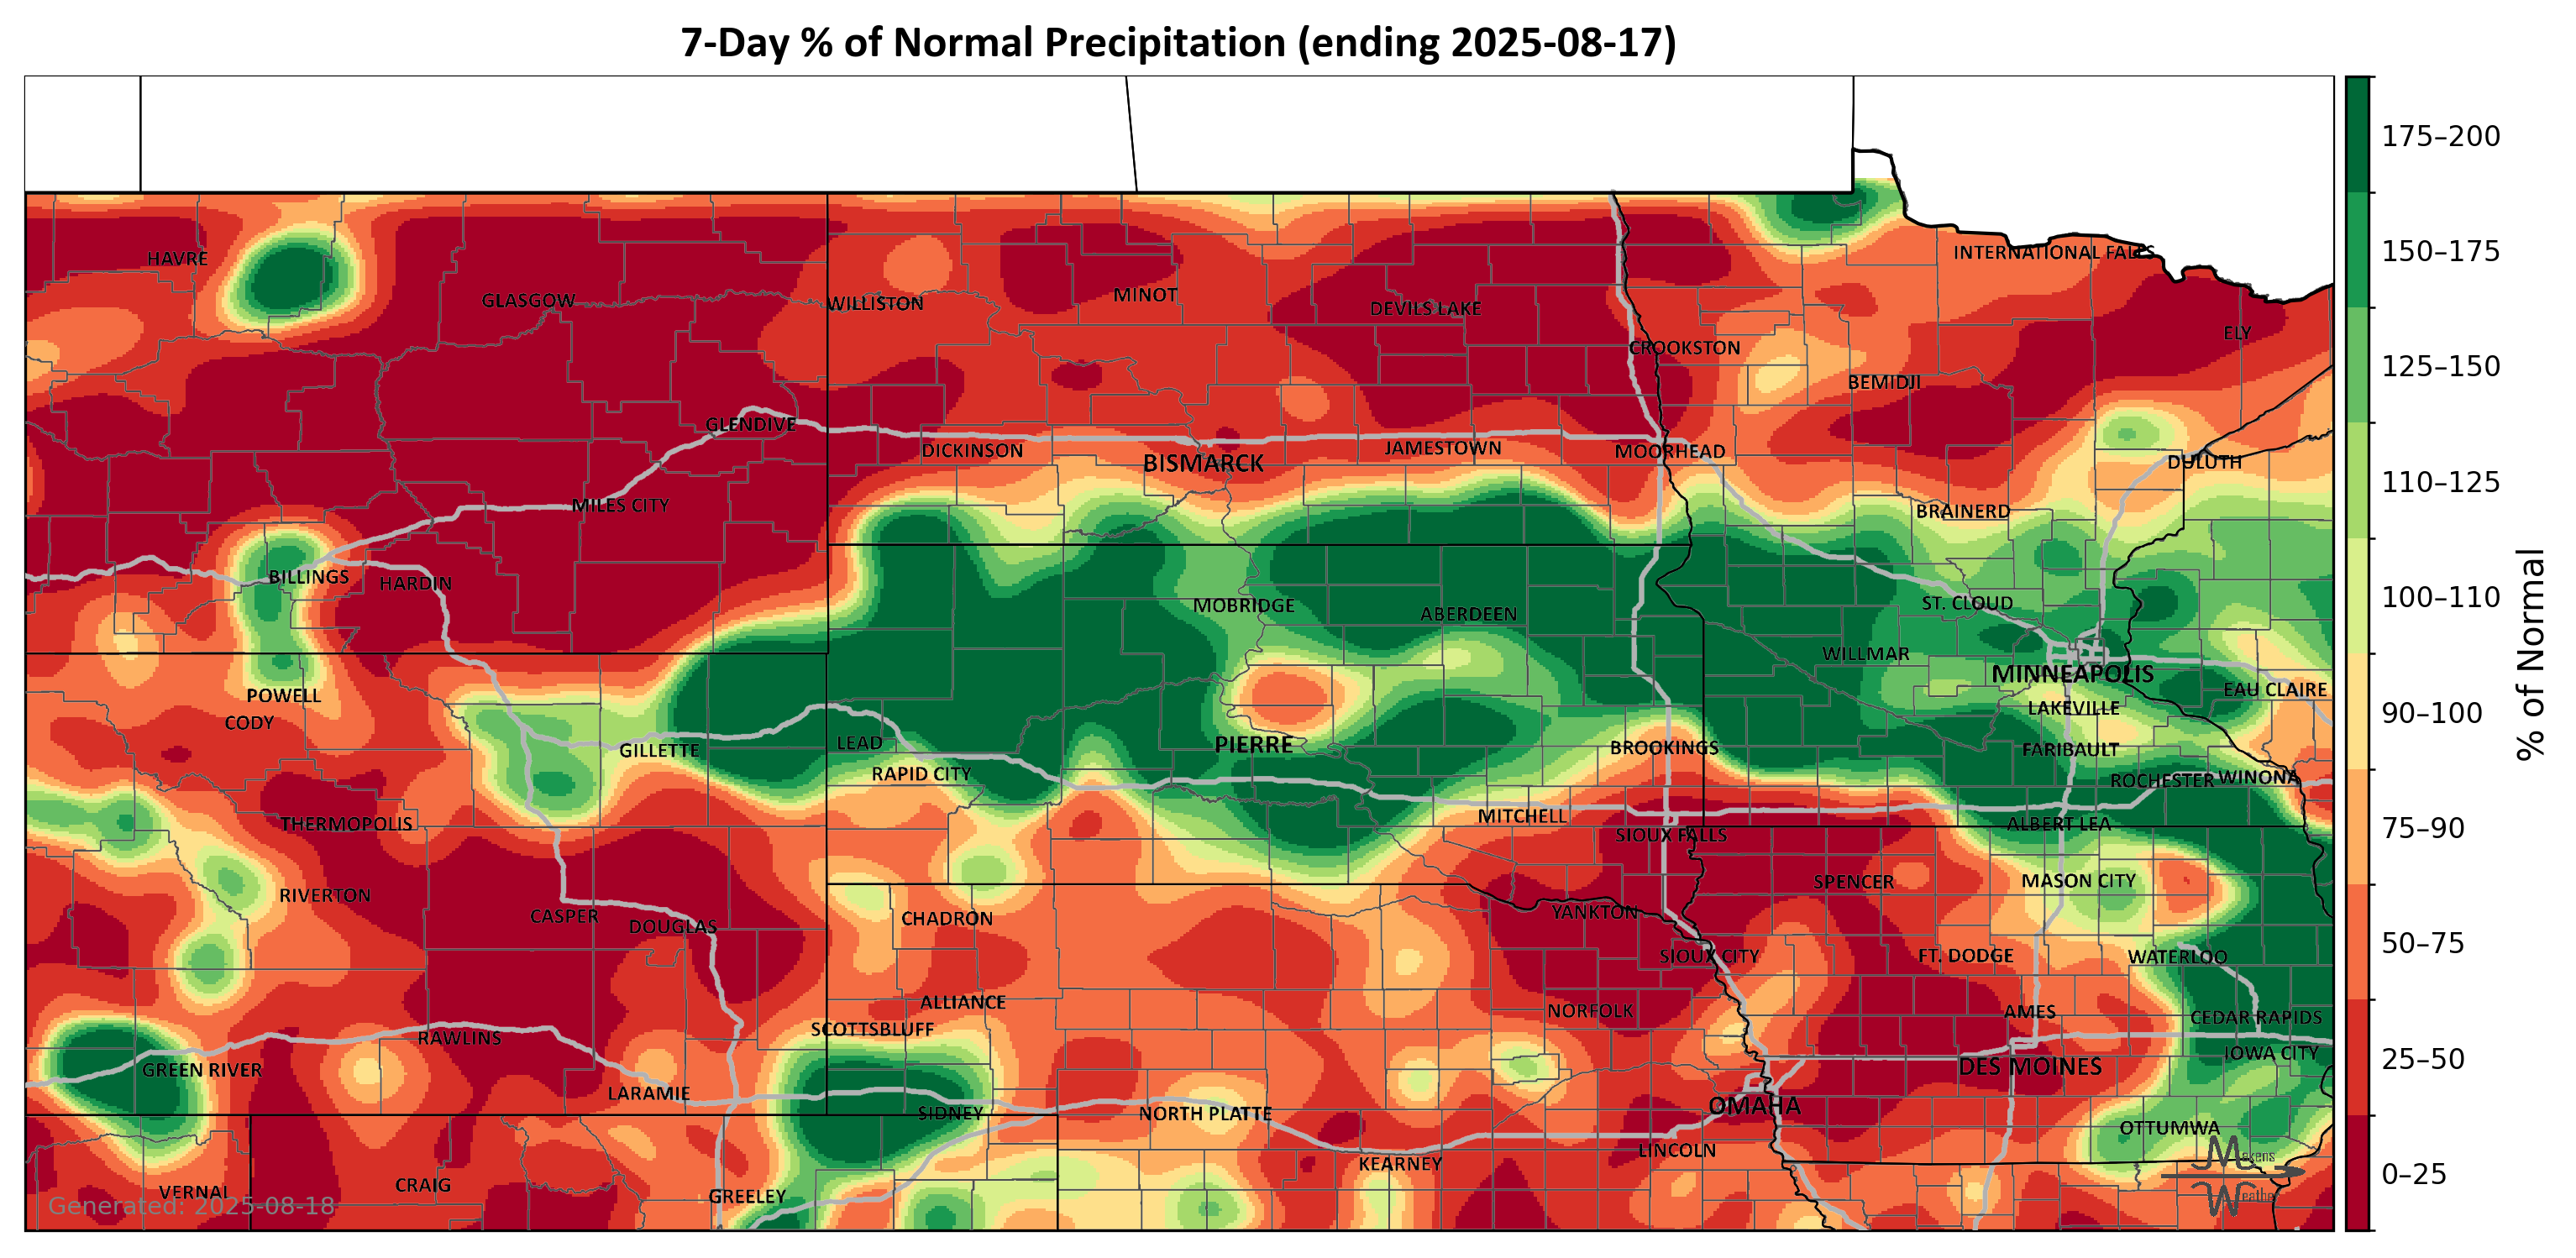 7-Day % of Normal Precipitation (ending 2025-08-17)
175–200
INTERNATIONAL FALLS
HAVRE
150–175
MINOT
GLASGOW
WILLISTON
DEVILS LAKE
ELY
CROOKSTON
125–150
BEMIDJI
GLENDIVE
DICKINSON
JAMESTOWN
MOORHEAD
BISMARCK
DULUTH
110–125
MILES CITY
BRAINERD
BILLINGS
HARDIN
MOBRIDGE
ST. CLOUD
100–110
ABERDEEN
WILLMAR
MINNEAPOLIS
EAU CLAIRE
% of Normal
POWELL
LAKEVILLE
90–100
CODY
LEAD
PIERRE
BROOKINGS
GILLETTE
FARIBAULT
RAPID CITY
ROCHESTER
WINONA
MITCHELL
THERMOPOLIS
ALBERT LEA
75–90
SIOUX FALLS
SPENCER
MASON CITY
RIVERTON
YANKTON
CASPER
CHADRON
DOUGLAS
SIOUX CITY
FT. DODGE
WATERLOO
50–75
ALLIANCE
NORFOLK
AMES
CEDAR RAPIDS
SCOTTSBLUFF
RAWLINS
IOWA CITY
25–50
GREEN RIVER
DES MOINES
LARAMIE
OMAHA
SIDNEY
NORTH PLATTE
OTTUMWA
LINCOLN
Makens
KEARNEY
0–25
CRAIG
VERNAL
GREELEY
Weather
Generated: 2025-08-18